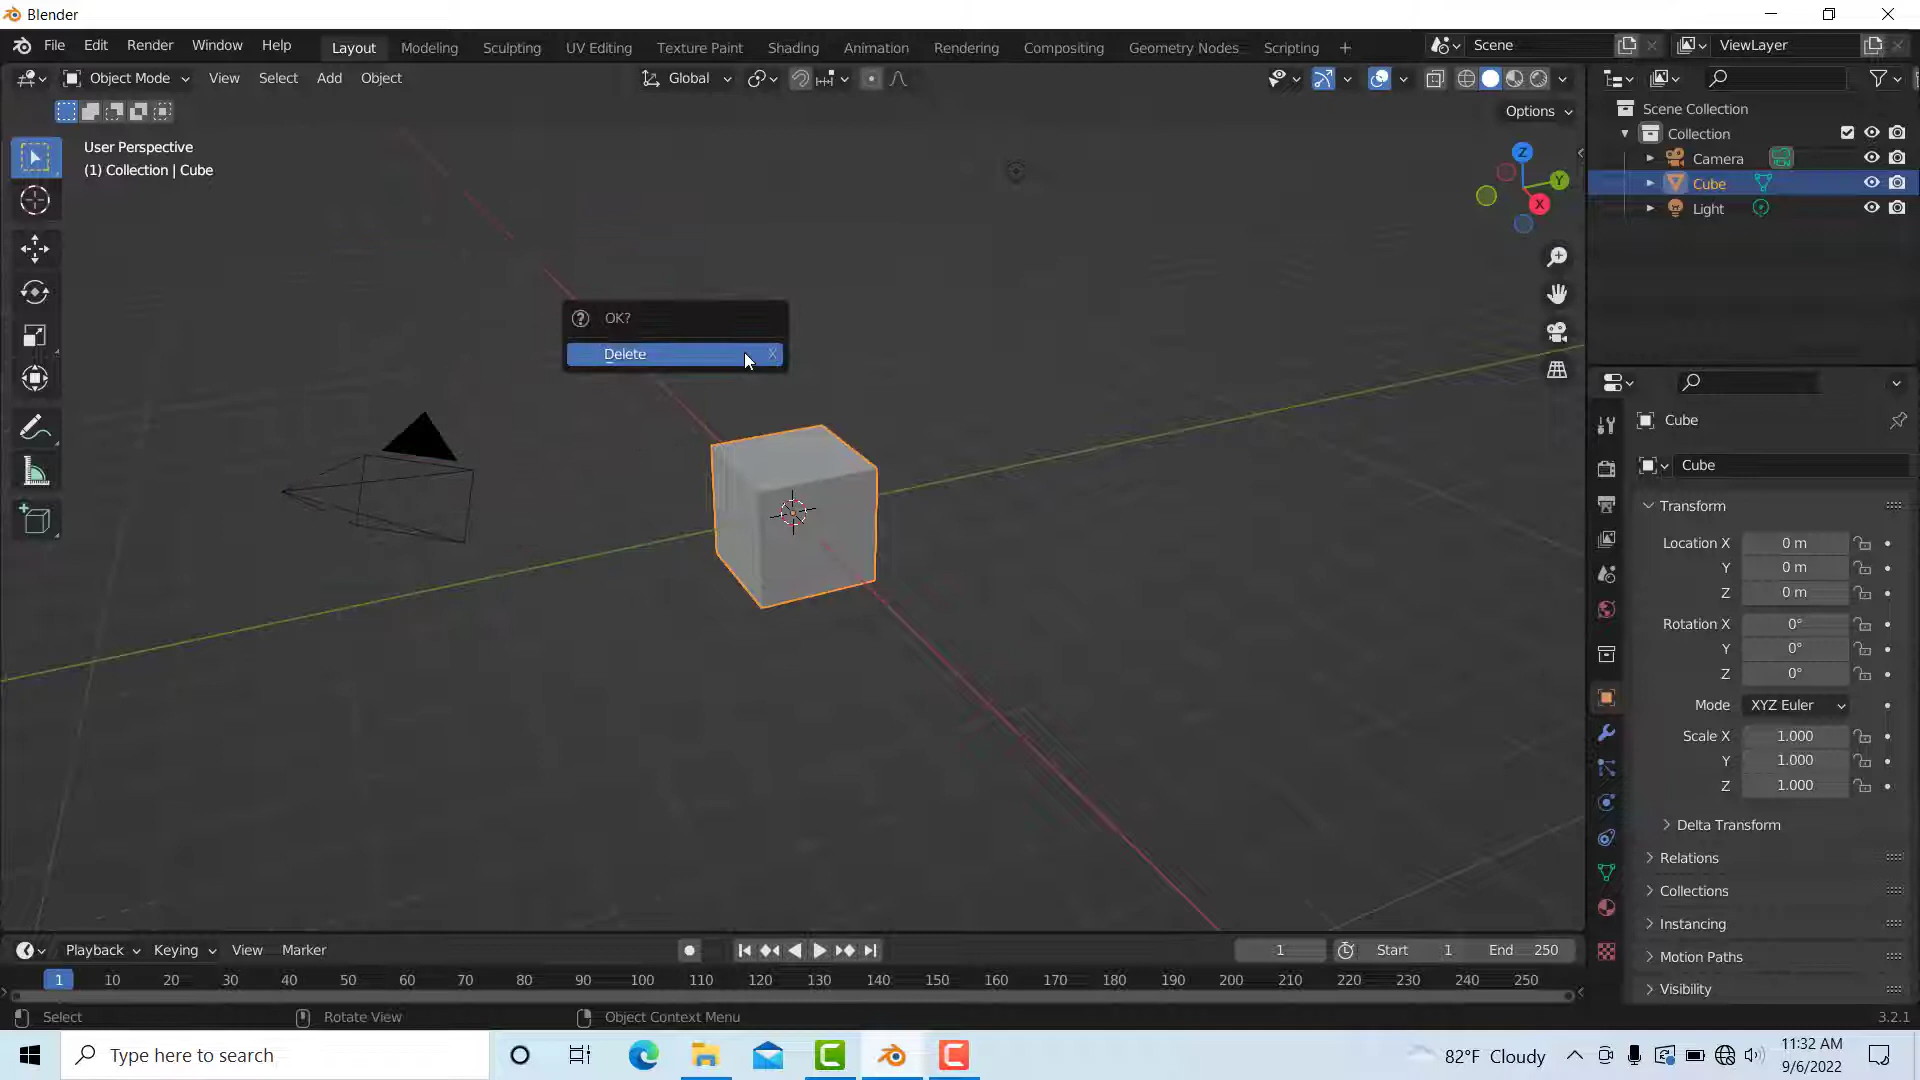 Blender
File Edit Render Window Help Layout Modeling Sculpting UV Editing Texture Paint Shading Animation Rendering Compositing Geometry Nodes Scripting + Scene ViewLayer
Object Mode View Select Add Object Global
Options
User Perspective
(1) Collection | Cube
Z
Y
X
OK?
Delete X
Scene Collection
Collection
Camera
Cube
Light
Cube
Cube
Transform
Location X 0 m
Y 0 m
Z 0 m
Rotation X 0°
Y 0°
Z 0°
Mode XYZ Euler
Scale X 1.000
Y 1.000
Z 1.000
Delta Transform
Relations
Collections
Instancing
Motion Paths
Visibility
Playback Keying View Marker 1 Start 1 End 250
1 10 20 30 40 50 60 70 80 90 100 110 120 130 140 150 160 170 180 190 200 210 220 230 240 250
Select Rotate View Object Context Menu 3.2.1
Type here to search 82°F Cloudy 11:32 AM
9/6/2022